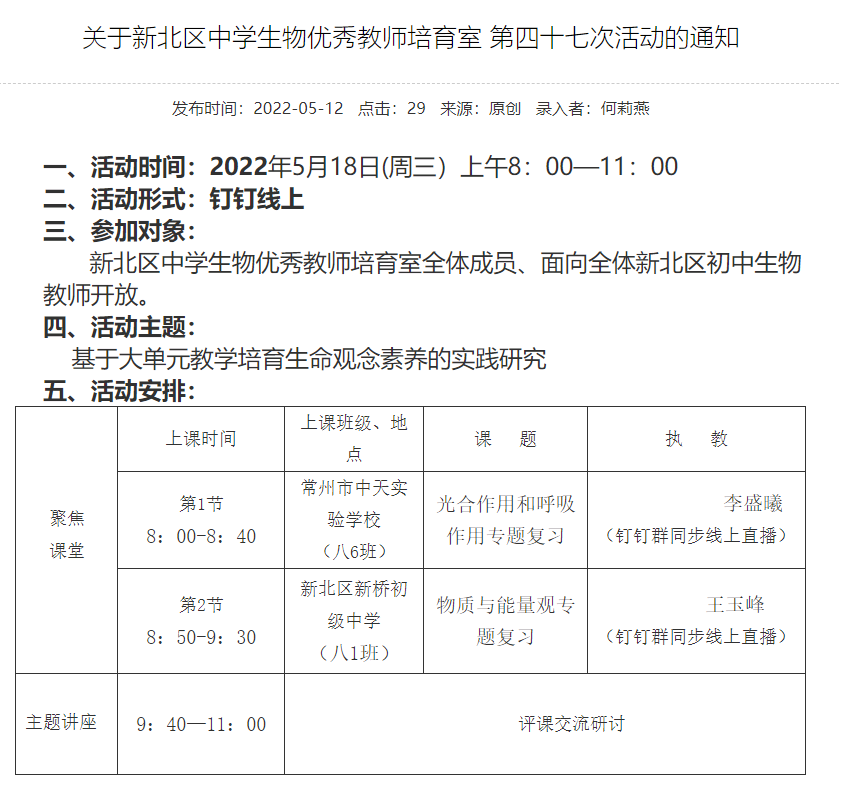 关于新北区中学生物优秀教师培育室 第四十七次活动的通知
发布时间：2022-05-12 点击：29 来源：原创 录入者：何莉燕
一、活动时间：2022年5月18日(周三）上午8：00—11：00
二、活动形式：钉钉线上
三、参加对象：
新北区中学生物优秀教师培育室全体成员、面向全体新北区初中生物
教师开放。
四、活动主题：
基于大单元教学培育生命观念素养的实践研究
五、活动安排：
聚焦
课堂
上课时间
上课班级、地
点
课 题
执 教
第1节
8：00-8：40
常州市中天实
验学校
（八6班）
光合作用和呼吸
作用专题复习
李盛曦
（钉钉群同步线上直播）
第2节
8：50-9：30
新北区新桥初
级中学
（八1班）
物质与能量观专
题复习
王玉峰
（钉钉群同步线上直播）
主题讲座
9：40—11：00
评课交流研讨